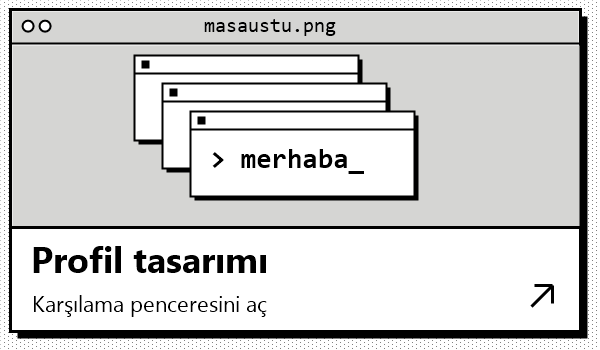 masaustu.png
> merhaba_
Profil tasarımı
Karşılama penceresini aç